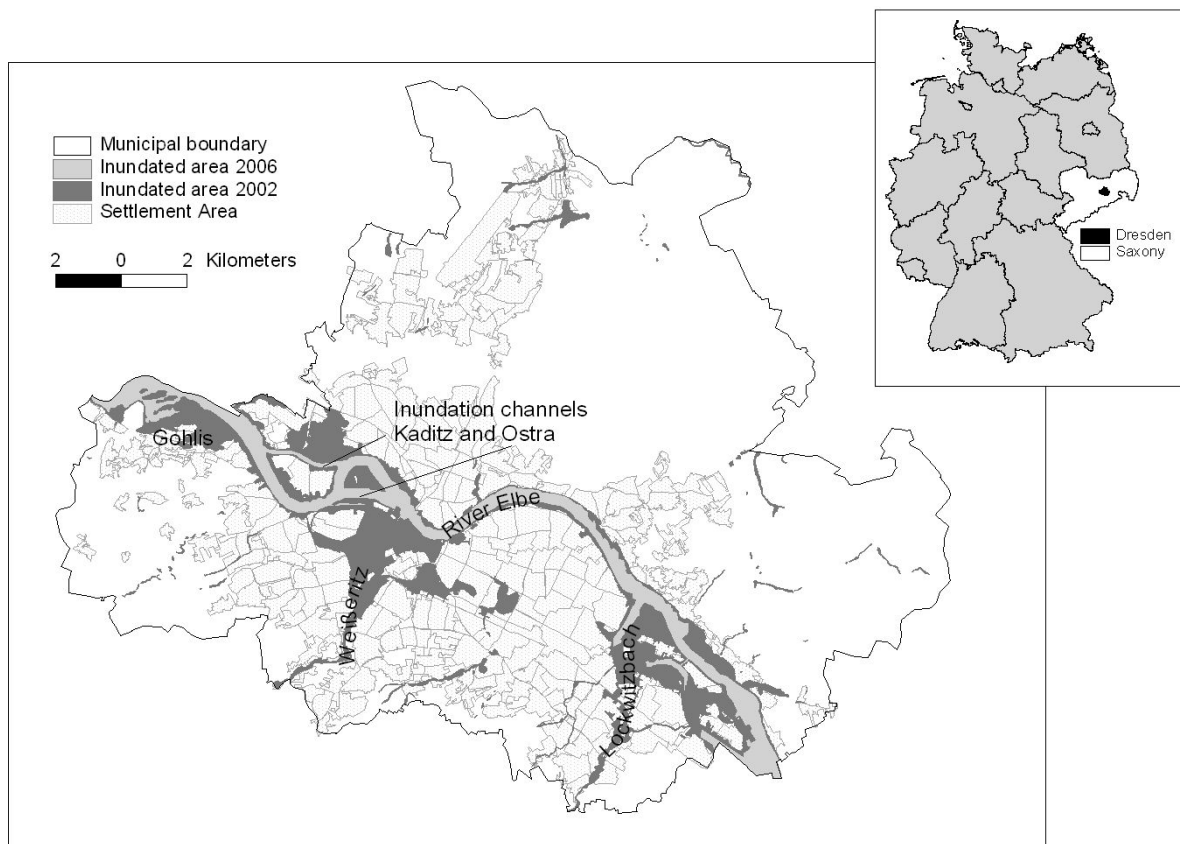 Municipal boundary
Inundated area 2006
Inundated area 2002
Settlement Area
2 0 2 Kilometers
Dresden
Saxony
Inundation channels
Kaditz and Ostra
Gohlis
River Elbe
Weißeritz
Lockwitzbach